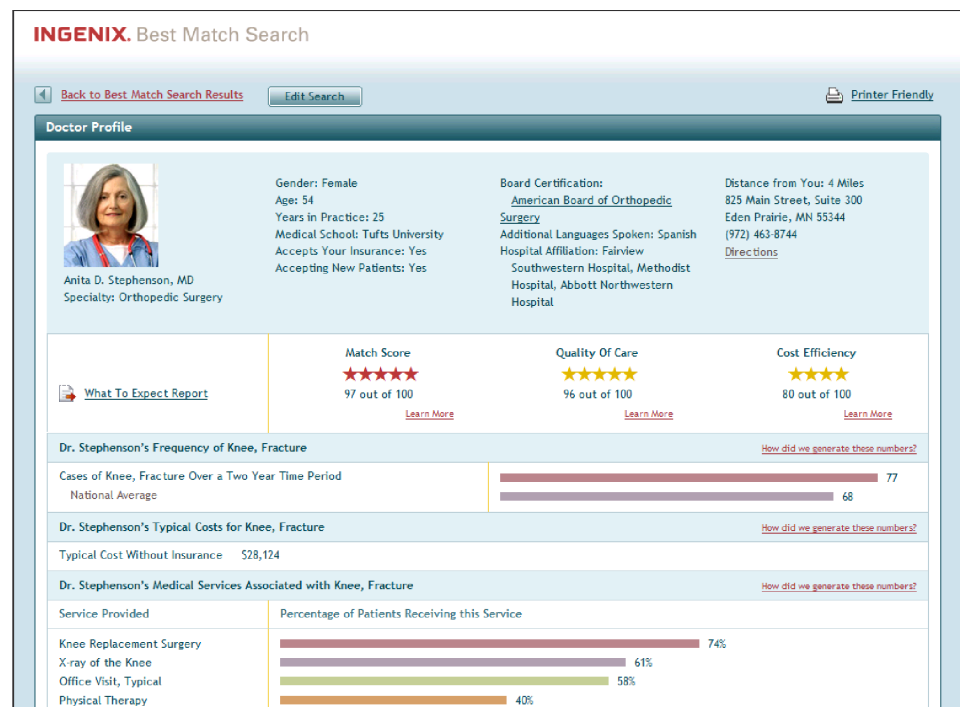 INGENIX. Best Match Search
Back to Best Match Search Results
Edit Search
Printer Friendly
Doctor Profile
Anita D. Stephenson, MD
Specialty: Orthopedic Surgery
Gender: Female
Age: 54
Years in Practice: 25
Medical School: Tufts University
Accepts Your Insurance: Yes
Accepting New Patients: Yes
Board Certification:
American Board of Orthopedic
Surgery
Additional Languages Spoken: Spanish
Hospital Affiliation: Fairview
Southwestern Hospital, Methodist
Hospital, Abbott Northwestern
Hospital
Distance from You: 4 Miles
825 Main Street, Suite 300
Eden Prairie, MN 55344
(972) 463-8744
Directions
What To Expect Report
Match Score
97 out of 100
Learn More
Quality Of Care
96 out of 100
Learn More
Cost Efficiency
80 out of 100
Learn More
Dr. Stephenson's Frequency of Knee, Fracture
How did we generate these numbers?
Cases of Knee, Fracture Over a Two Year Time Period
77
National Average
68
Dr. Stephenson's Typical Costs for Knee, Fracture
How did we generate these numbers?
Typical Cost Without Insurance $28,124
Dr. Stephenson's Medical Services Associated with Knee, Fracture
How did we generate these numbers?
Service Provided
Percentage of Patients Receiving this Service
Knee Replacement Surgery
74%
X-ray of the Knee
61%
Office Visit, Typical
58%
Physical Therapy
40%